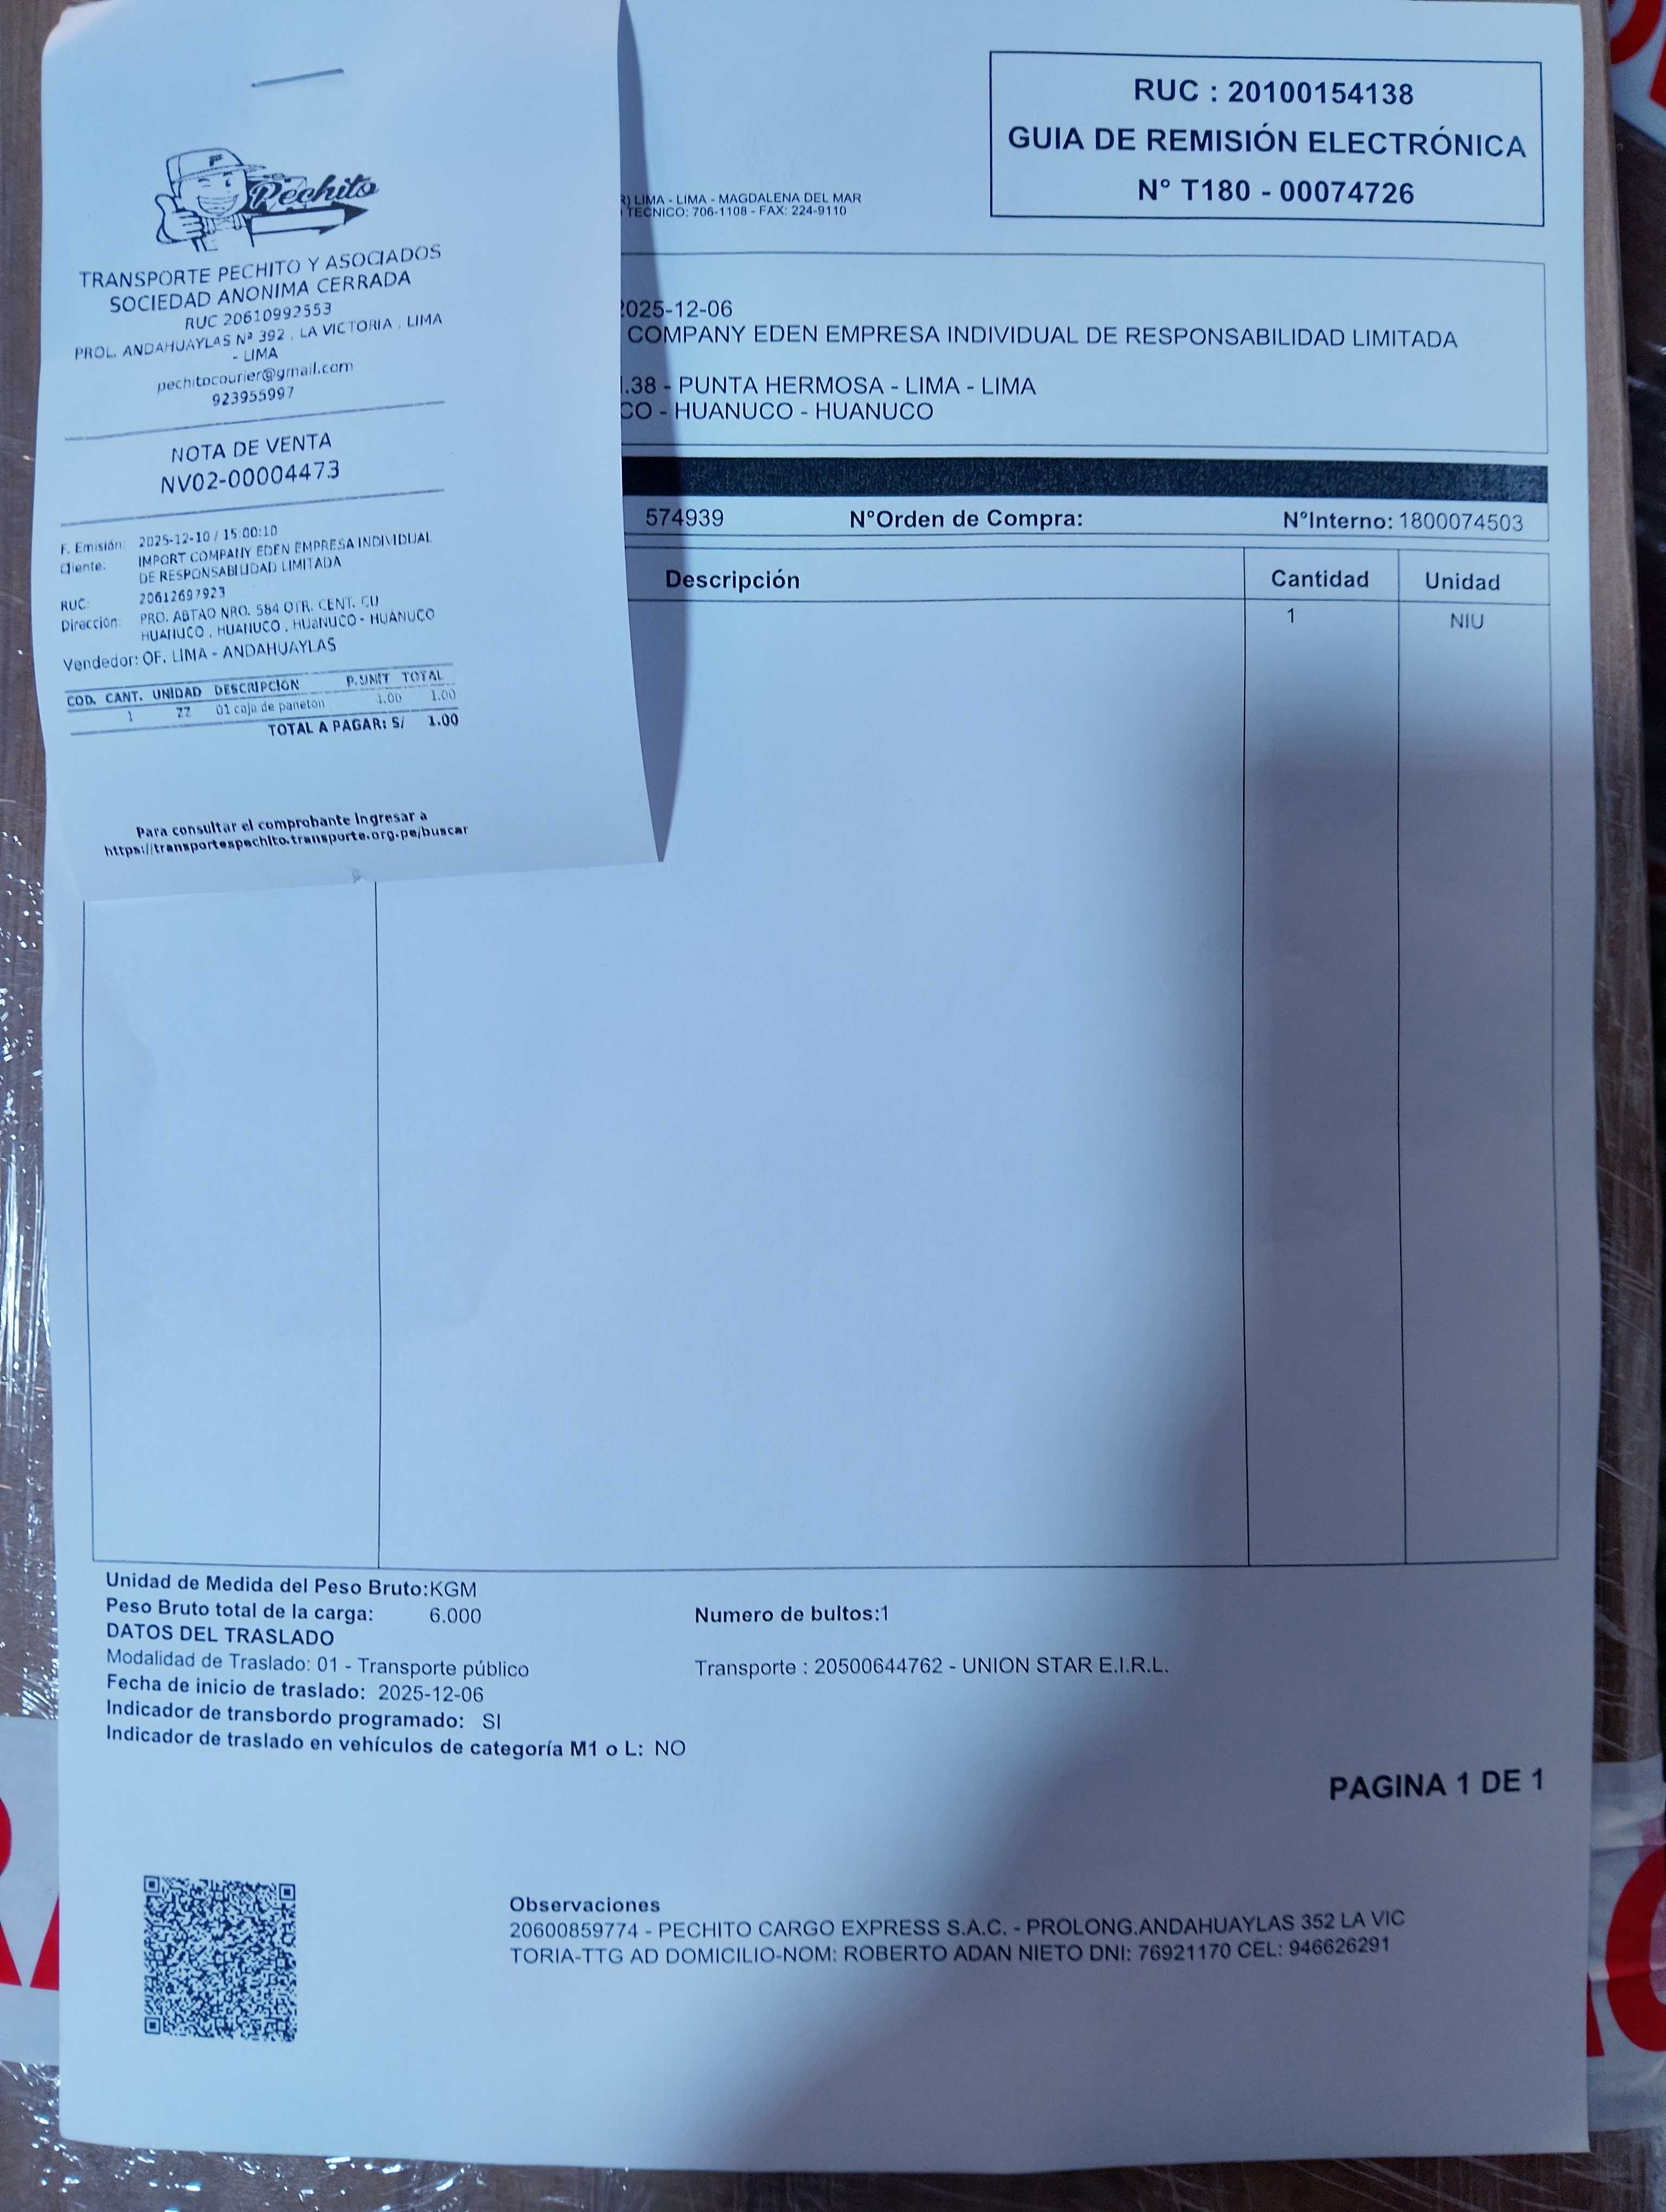 Pechito
TRANSPORTE PECHITO Y ASOCIADOS
SOCIEDAD ANONIMA CERRADA
RUC 20610992553
PROL. ANDAHUAYLAS Nº 392 , LA VICTORIA , LIMA
- LIMA
pechitocourier@gmail.com
923955997
NOTA DE VENTA
NV02-00004473
F. Emisión: 2025-12-10 / 15:00:10
Cliente: IMPORT COMPANY EDEN EMPRESA INDIVIDUAL
DE RESPONSABILIDAD LIMITADA
RUC: 20612697923
Dirección: PRO. ABTAO NRO. 584 OTR. CENT. CD
HUANUCO , HUANUCO , HUANUCO - HUANUCO
Vendedor: OF. LIMA - ANDAHUAYLAS
COD. CANT. UNIDAD DESCRIPCIÓN P.UNIT TOTAL
1 ZZ 01 caja de paneton 1.00 1.00
TOTAL A PAGAR: S/ 1.00
Para consultar el comprobante ingresar a
https://transportespechito.transporte.org.pe/buscar
RUC : 20100154138
GUIA DE REMISIÓN ELECTRÓNICA
N° T180 - 00074726
) LIMA - LIMA - MAGDALENA DEL MAR
TECNICO: 706-1108 - FAX: 224-9110
2025-12-06
COMPANY EDEN EMPRESA INDIVIDUAL DE RESPONSABILIDAD LIMITADA
.38 - PUNTA HERMOSA - LIMA - LIMA
CO - HUANUCO - HUANUCO
574939 N°Orden de Compra: N°Interno: 1800074503
Descripción Cantidad Unidad
1 NIU
Unidad de Medida del Peso Bruto:KGM
Peso Bruto total de la carga: 6.000 Numero de bultos:1
DATOS DEL TRASLADO
Modalidad de Traslado: 01 - Transporte público Transporte : 20500644762 - UNION STAR E.I.R.L.
Fecha de inicio de traslado: 2025-12-06
Indicador de transbordo programado: SI
Indicador de traslado en vehículos de categoría M1 o L: NO
PAGINA 1 DE 1
Observaciones
20600859774 - PECHITO CARGO EXPRESS S.A.C. - PROLONG.ANDAHUAYLAS 352 LA VIC
TORIA-TTG AD DOMICILIO-NOM: ROBERTO ADAN NIETO DNI: 76921170 CEL: 946626291